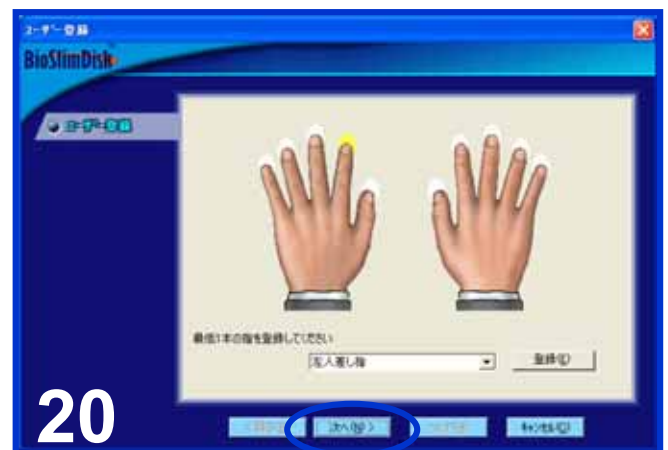 ユーザー登録
BioSlimDisk
ユーザー登録
最低1本の指を登録してください
左人差し指
登録(E)
次へ(N) >
キャンセル(C)
20